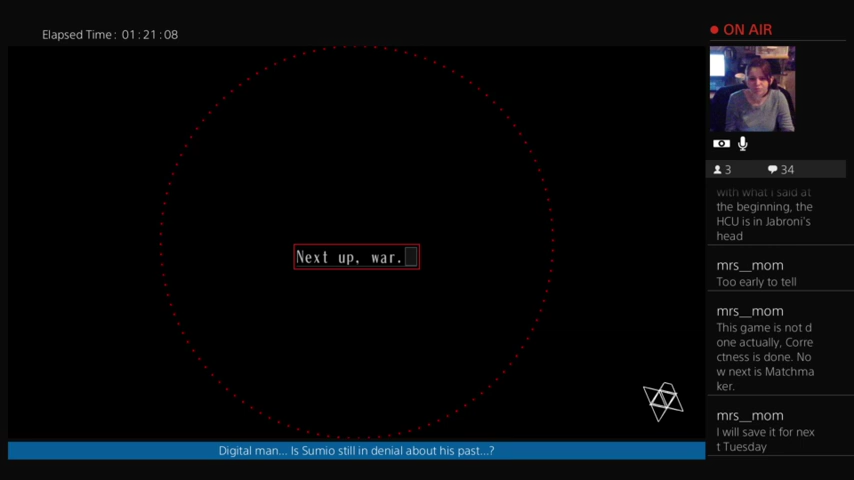 Elapsed Time: 01:21:08
ON AIR
3 34
with what i said at
the beginning, the
HCU is in Jabroni's
head
mrs__mom
Too early to tell
mrs__mom
This game is not d
one actually, Corre
ctness is done. No
w next is Matchma
ker.
mrs__mom
I will save it for nex
t Tuesday
Next up, war.
Digital man... Is Sumio still in denial about his past...?